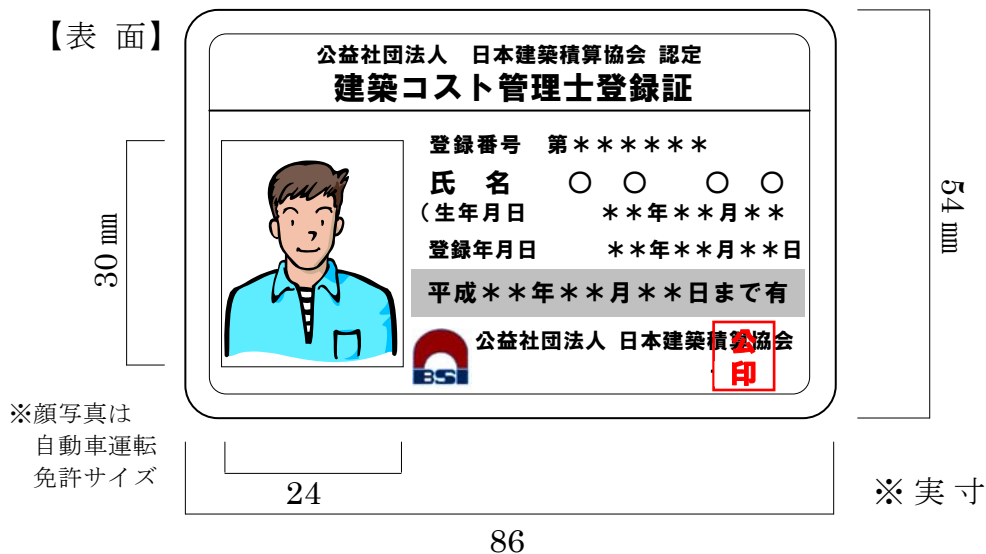 【表 面】
公益社団法人 日本建築積算協会 認定
建築コスト管理士登録証
登録番号 第＊＊＊＊＊＊
氏 名 ○ ○ ○ ○
（生年月日 ＊＊年＊＊月＊＊
登録年月日 ＊＊年＊＊月＊＊日
平成＊＊年＊＊月＊＊日まで有
BSI
公益社団法人 日本建築積算協会
公
印
30 ㎜
54 ㎜
※顔写真は
自動車運転
免許サイズ
24
86
※ 実 寸